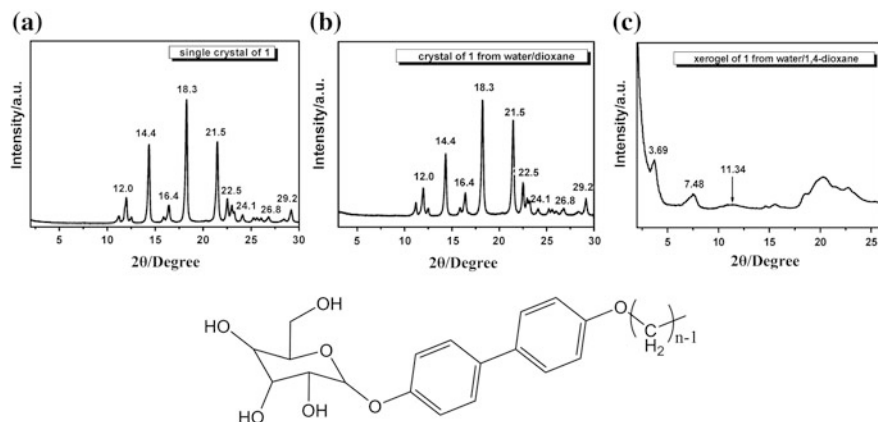 (a)
single crystal of 1
Intensity/a.u.
12.0
14.4
16.4
18.3
21.5
22.5
24.1
26.8
29.2
5 10 15 20 25 30
2θ/Degree
(b)
crystal of 1 from water/dioxane
Intensity/a.u.
12.0
14.4
16.4
18.3
21.5
22.5
24.1
26.8
29.2
5 10 15 20 25 30
2θ/Degree
(c)
xerogel of 1 from water/1,4-dioxane
Intensity/a.u.
3.69
7.48
11.34
5 10 15 20 25
2θ/Degree
OH
HO
O
HO
OH
O
O
C
H2
n-1